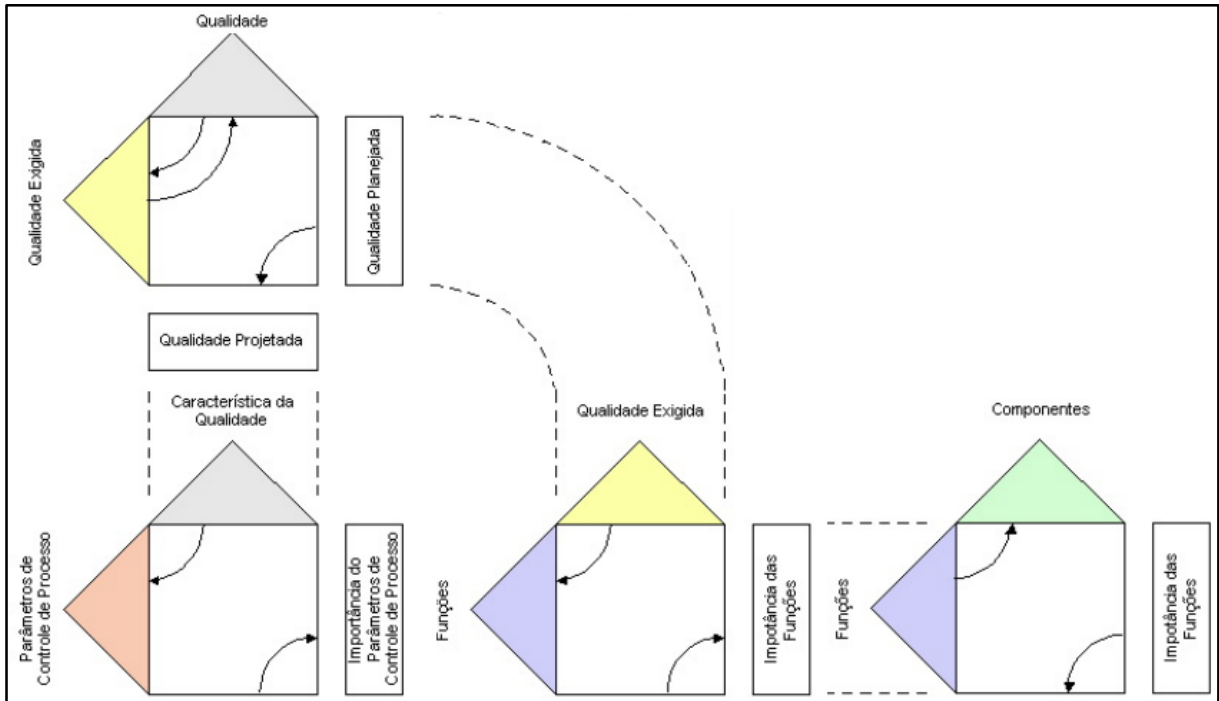 Qualidade
Qualidade Exigida
Qualidade Planejada
Qualidade Projetada
Característica da
Qualidade
Parâmetros de
Controle de Processo
Importância do
Parâmetros de
Controle de Processo
Qualidade Exigida
Funções
Impotância das
Funções
Componentes
Funções
Impotância das
Funções